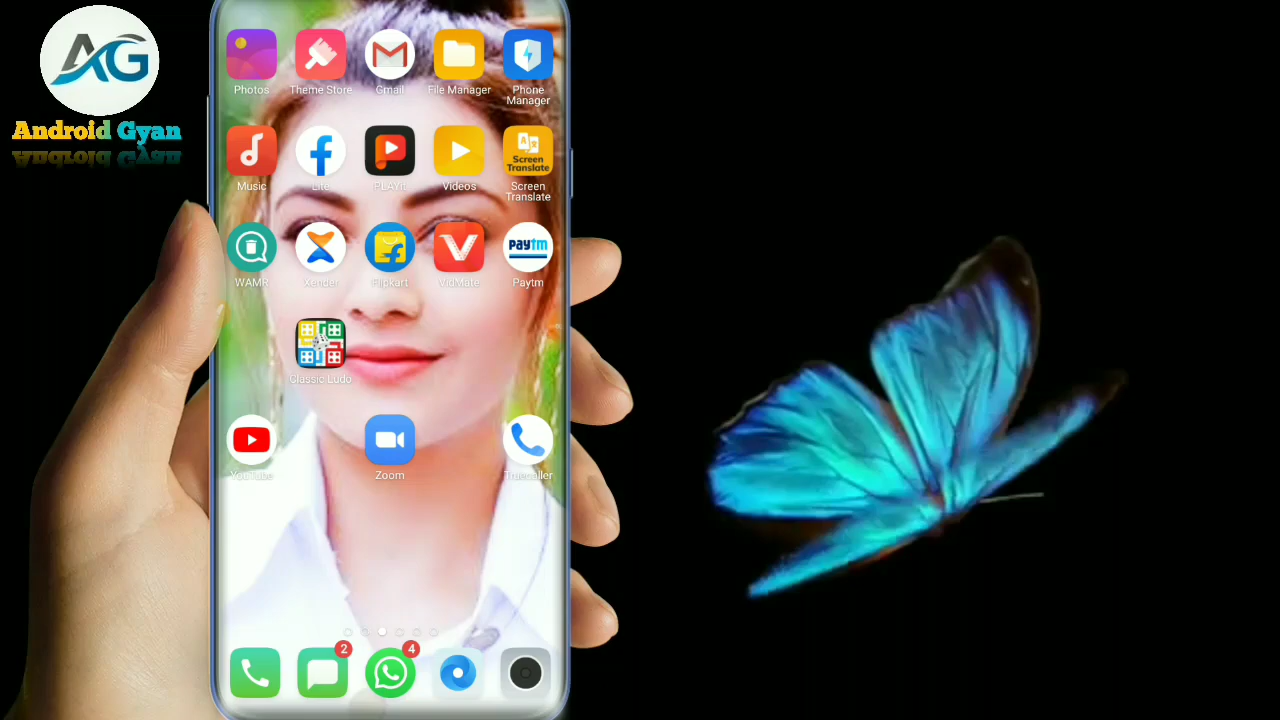 AG
Android Gyan
Photos
Theme Store
Gmail
File Manager
Phone
Manager
Music
Lite
PLAYit
Videos
Screen
Translate
Screen
Translate
WAMR
Xender
Flipkart
VidMate
paytm
Paytm
Classic Ludo
YouTube
Zoom
Truecaller
2
4